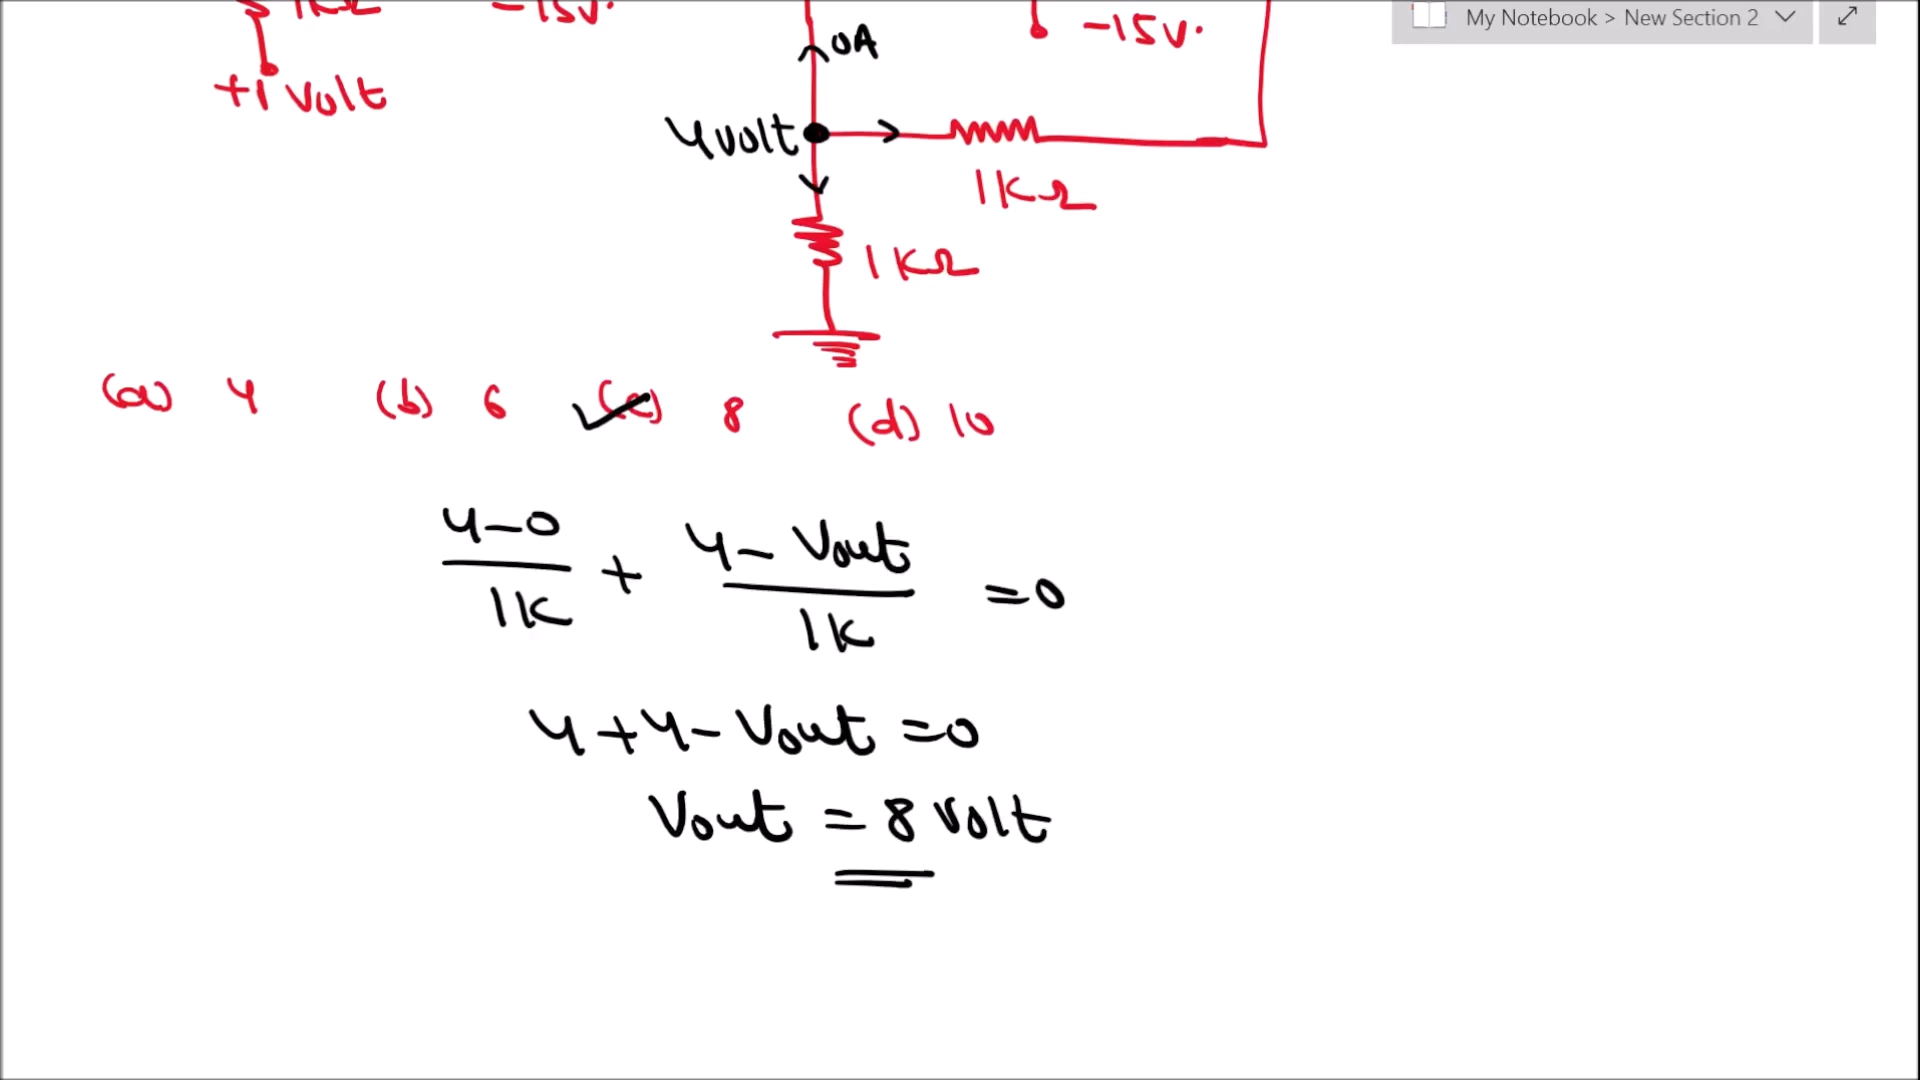 1KΩ -15V.
-15V.
My Notebook > New Section 2
0A
+1 Volt
4volt
1KΩ
1KΩ
(a) 4 (b) 6 (c) 8 (d) 10
4-0/1K + 4-Vout/1K =0
4+4-Vout =0
Vout = 8 Volt